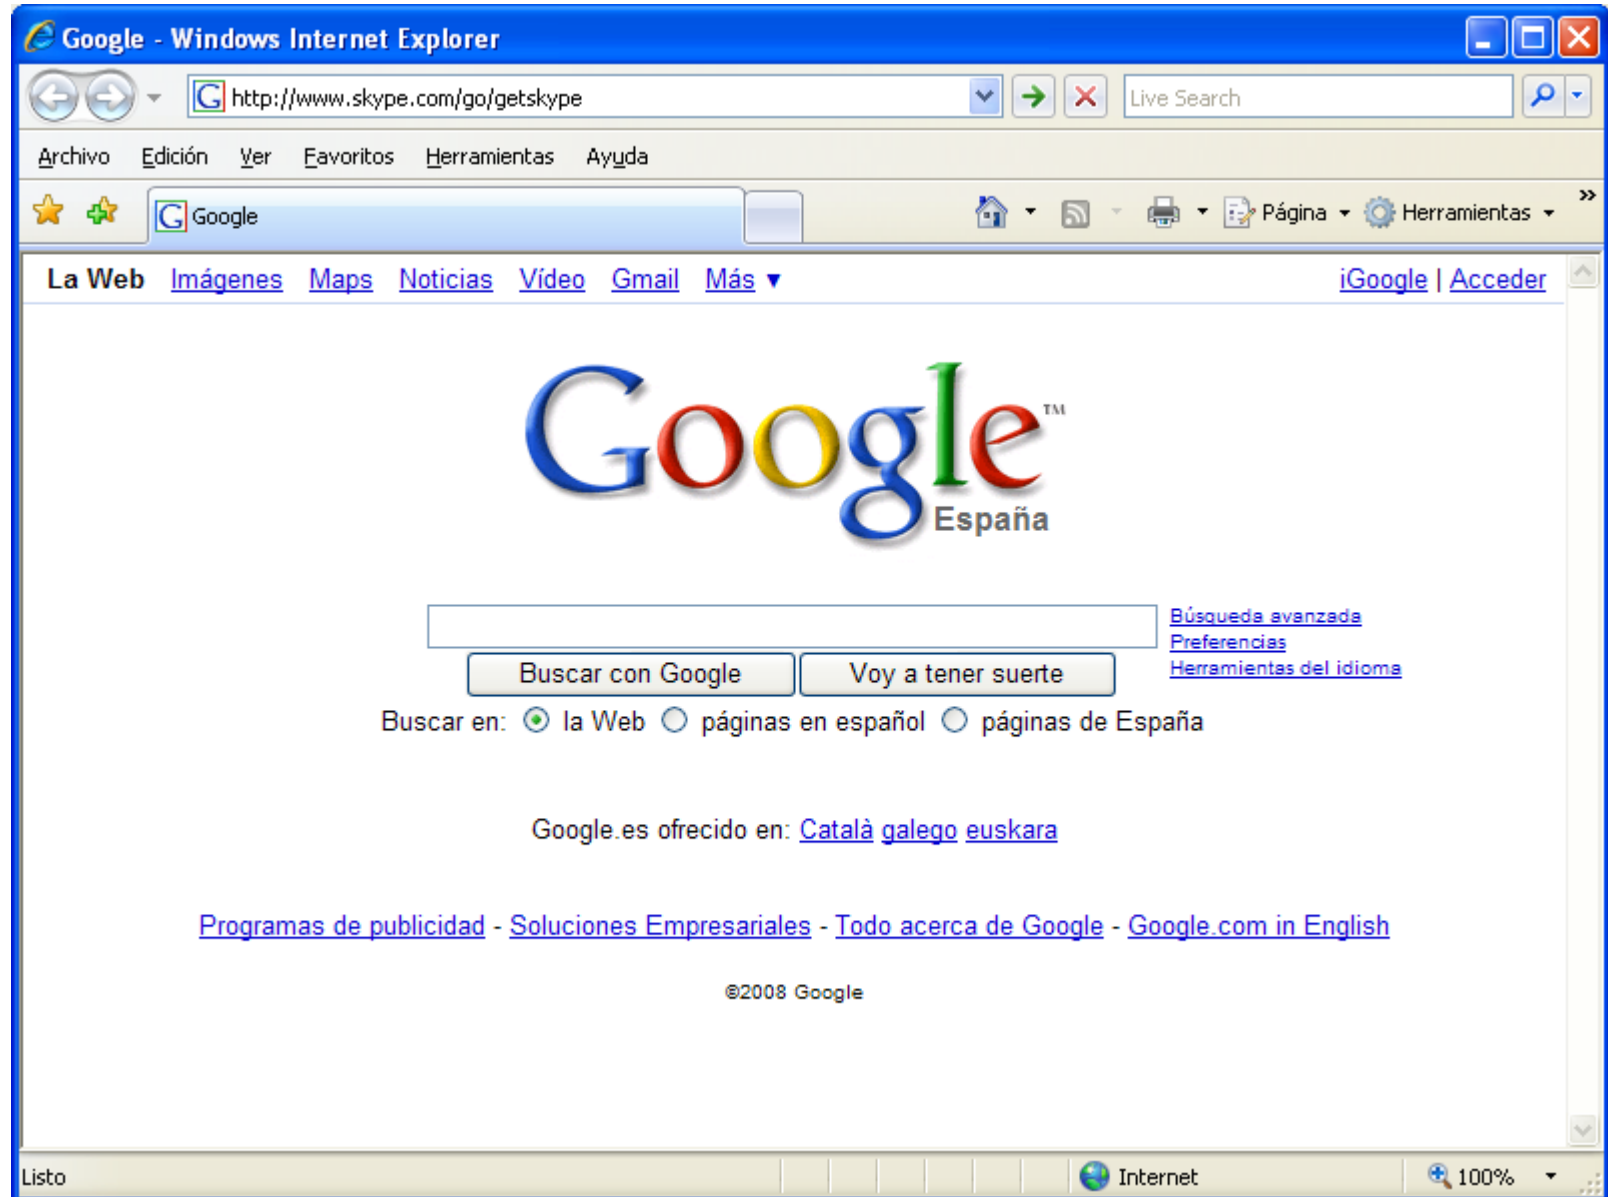 Google - Windows Internet Explorer
http://www.skype.com/go/getskype
Live Search
Archivo Edición Ver Favoritos Herramientas Ayuda
Google
Página Herramientas »
La Web Imágenes Maps Noticias Vídeo Gmail Más ▼
iGoogle | Acceder
Google™
España
Búsqueda avanzada
Preferencias
Herramientas del idioma
Buscar con Google Voy a tener suerte
Buscar en: la Web páginas en español páginas de España
Google.es ofrecido en: Català galego euskara
Programas de publicidad - Soluciones Empresariales - Todo acerca de Google - Google.com in English
©2008 Google
Listo Internet 100%